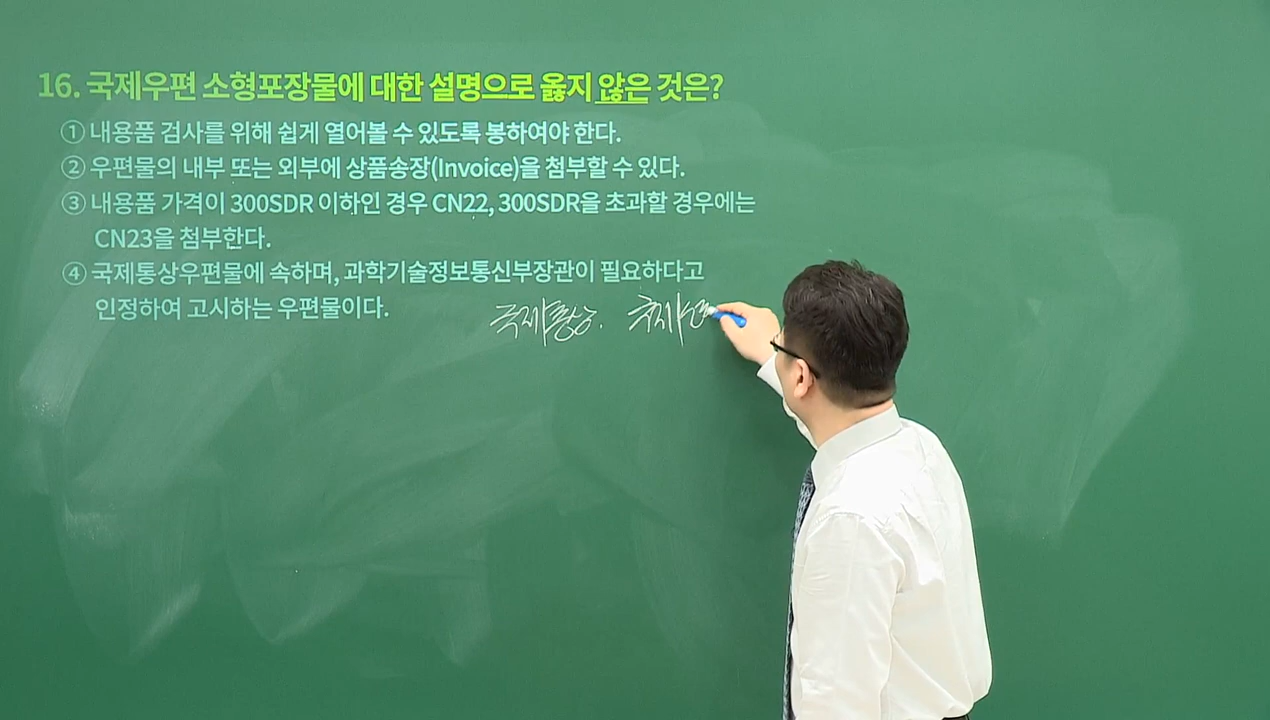 16. 국제우편 소형포장물에 대한 설명으로 옳지 않은 것은?
① 내용품 검사를 위해 쉽게 열어볼 수 있도록 봉하여야 한다.
② 우편물의 내부 또는 외부에 상품송장(Invoice)을 첨부할 수 있다.
③ 내용품 가격이 300SDR 이하인 경우 CN22, 300SDR을 초과할 경우에는
CN23을 첨부한다.
④ 국제통상우편물에 속하며, 과학기술정보통신부장관이 필요하다고
인정하여 고시하는 우편물이다.
국제통상.